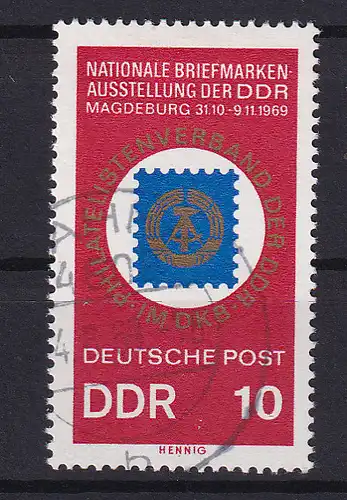 NATIONALE BRIEFMARKEN-
AUSSTELLUNG DER DDR
MAGDEBURG 31.10.-9.11.1969
PHILATELISTENVERBAND DER DDR
IM DKB
DEUTSCHE POST
DDR 10
HENNIG